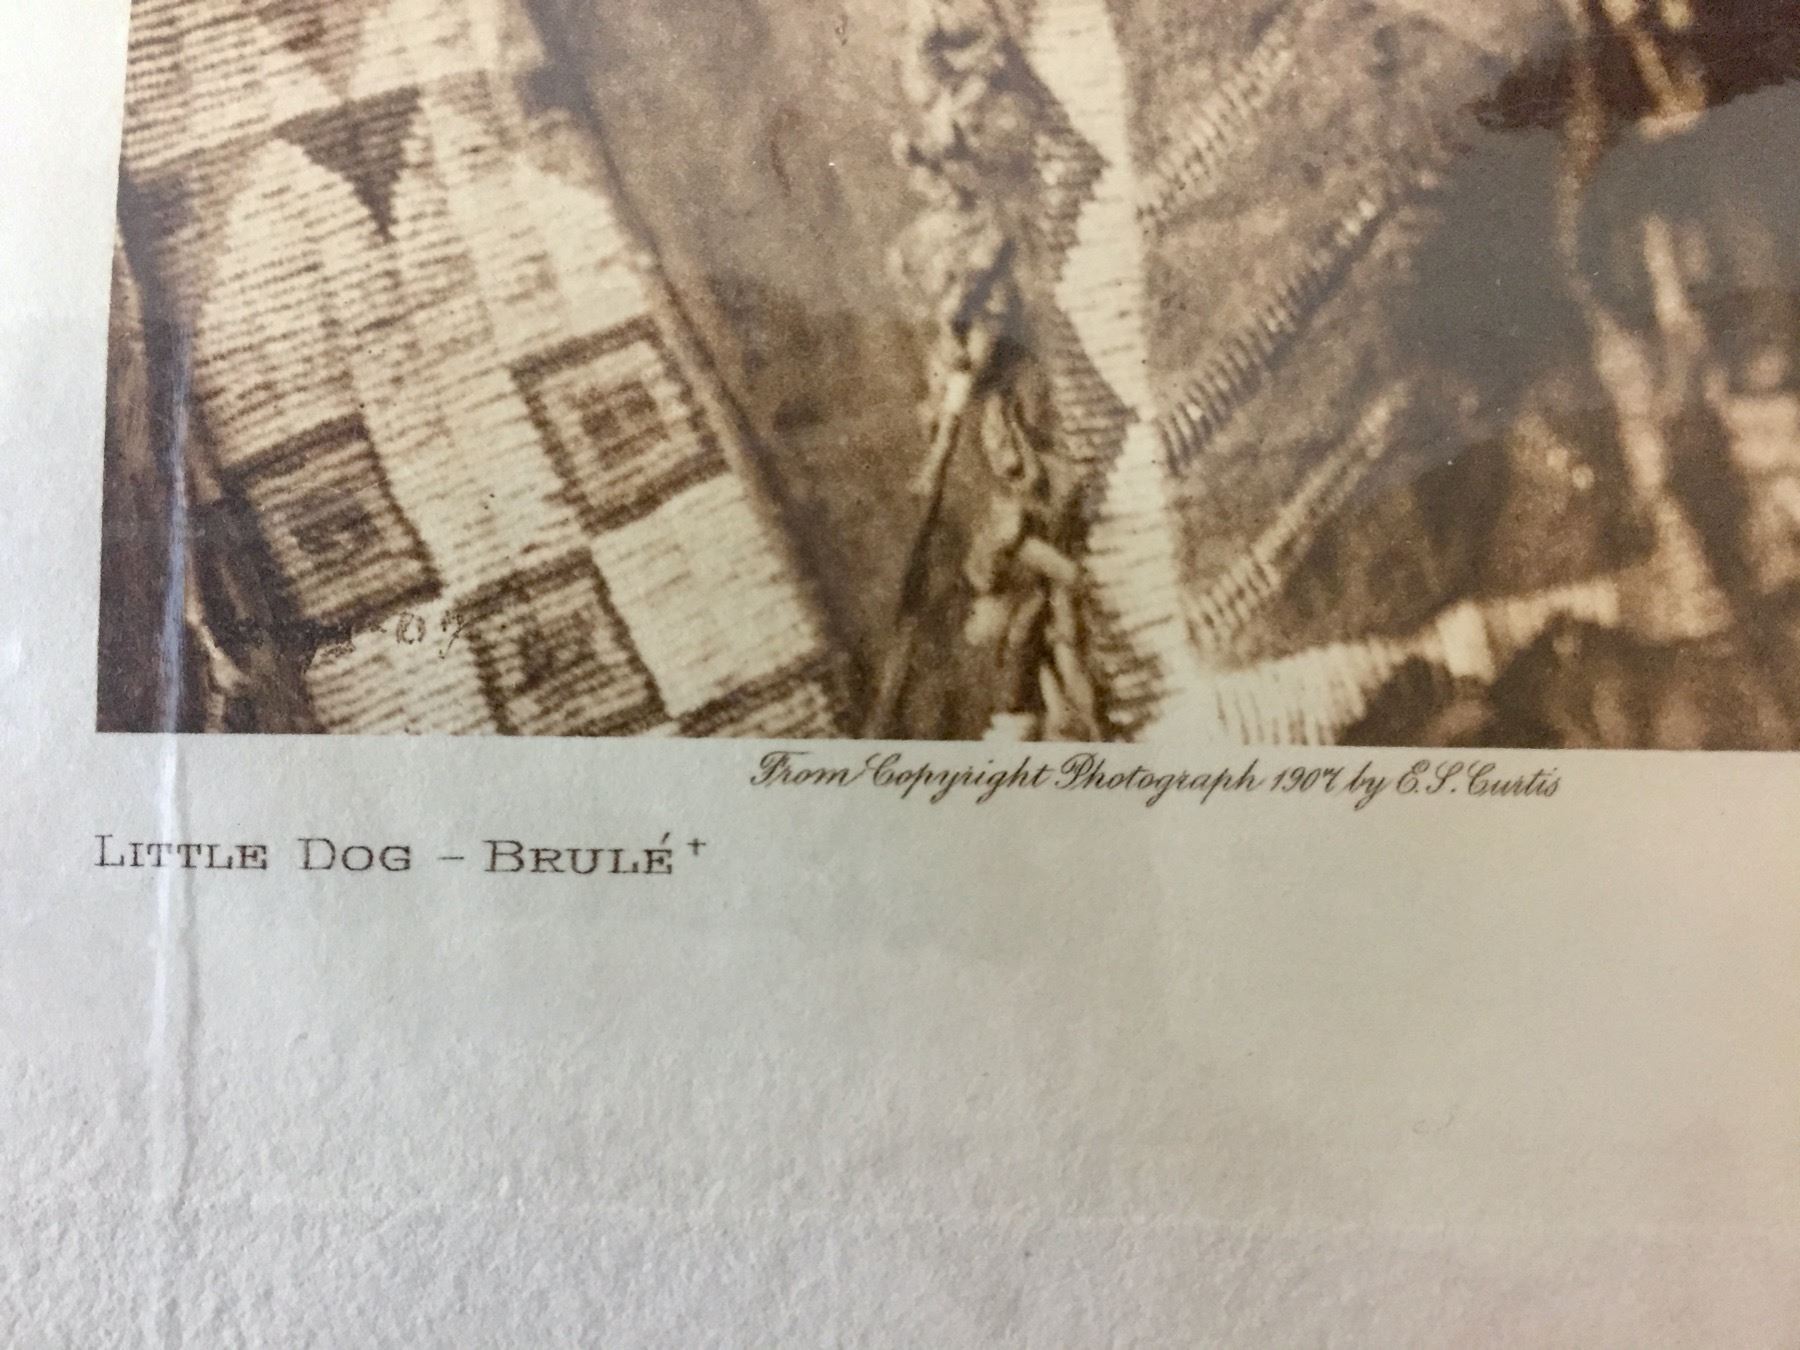 From Copyright Photograph 1907 by E.S. Curtis
LITTLE DOG – BRULÉ +